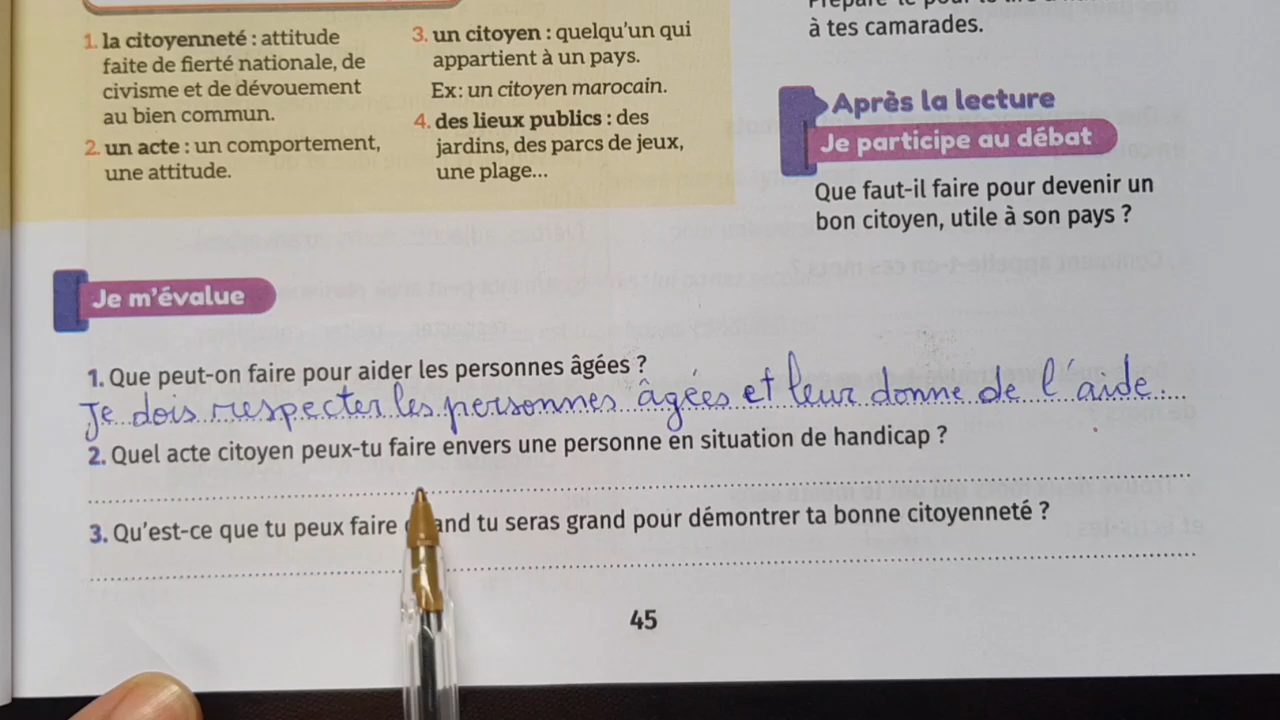 1. la citoyenneté : attitude
faite de fierté nationale, de
civisme et de dévouement
au bien commun.
2. un acte : un comportement,
une attitude.
3. un citoyen : quelqu'un qui
appartient à un pays.
Ex: un citoyen marocain.
4. des lieux publics : des
jardins, des parcs de jeux,
une plage...
à tes camarades.
Après la lecture
Je participe au débat
Que faut-il faire pour devenir un
bon citoyen, utile à son pays ?
Je m'évalue
1. Que peut-on faire pour aider les personnes âgées ?
Je dois respecter les personnes âgées et leur donne de l'aide
2. Quel acte citoyen peux-tu faire envers une personne en situation de handicap ?
3. Qu'est-ce que tu peux faire quand tu seras grand pour démontrer ta bonne citoyenneté ?
45